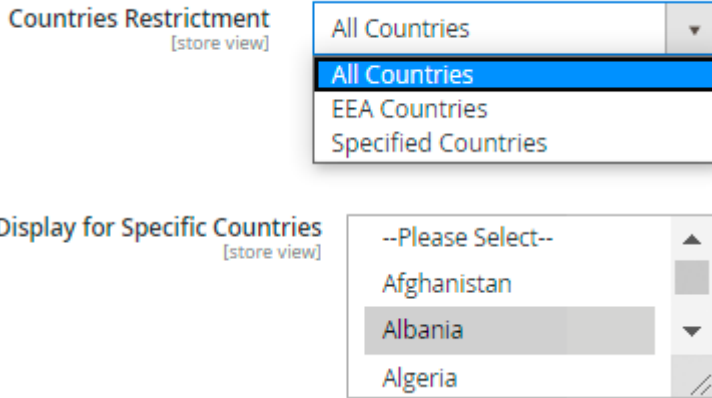 Countries Restrictment
[store view]
All Countries
All Countries
EEA Countries
Specified Countries
Display for Specific Countries
[store view]
--Please Select--
Afghanistan
Albania
Algeria